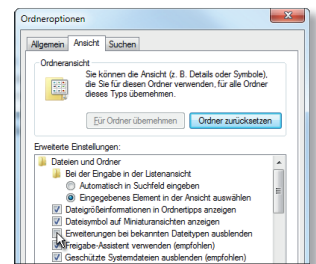 Ordneroptionen
Allgemein Ansicht Suchen
Ordneransicht
Sie können die Ansicht (z. B. Details oder Symbole),
die Sie für diesen Ordner verwenden, für alle Ordner
dieses Typs übernehmen.
Für Ordner übernehmen Ordner zurücksetzen
Erweiterte Einstellungen:
Dateien und Ordner
Bei der Eingabe in der Listenansicht
Automatisch in Suchfeld eingeben
Eingegebenes Element in der Ansicht auswählen
Dateigrößeinformationen in Ordnertipps anzeigen
Dateisymbol auf Miniaturansichten anzeigen
Erweiterungen bei bekannten Dateitypen ausblenden
Freigabe-Assistent verwenden (empfohlen)
Geschützte Systemdateien ausblenden (empfohlen)